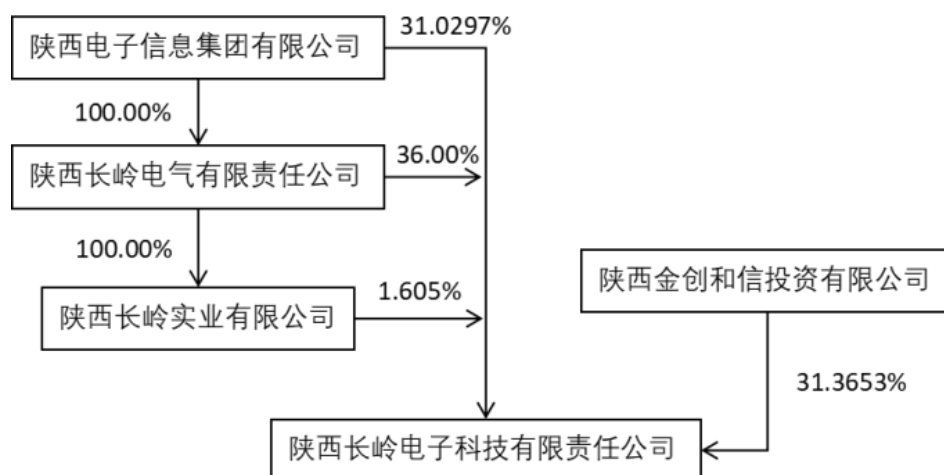 陕西电子信息集团有限公司
31.0297%
100.00%
陕西长岭电气有限责任公司
36.00%
100.00%
陕西长岭实业有限公司
1.605%
陕西金创和信投资有限公司
31.3653%
陕西长岭电子科技有限责任公司